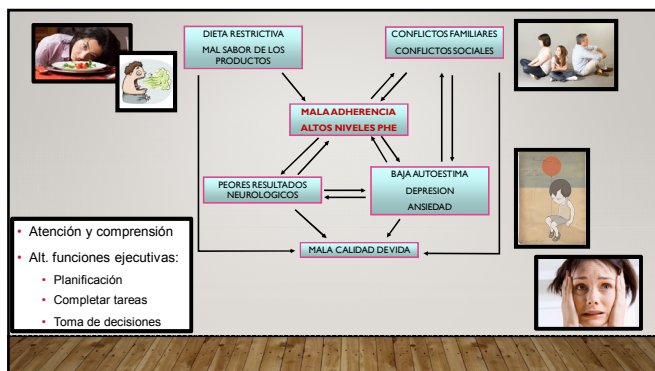 DIETA RESTRICTIVA
MAL SABOR DE LOS
PRODUCTOS
CONFLICTOS FAMILIARES
CONFLICTOS SOCIALES
MALA ADHERENCIA
ALTOS NIVELES PHE
PEORES RESULTADOS
NEUROLOGICOS
BAJA AUTOESTIMA
DEPRESION
ANSIEDAD
MALA CALIDAD DE VIDA
• Atención y comprensión
• Alt. funciones ejecutivas:
• Planificación
• Completar tareas
• Toma de decisiones